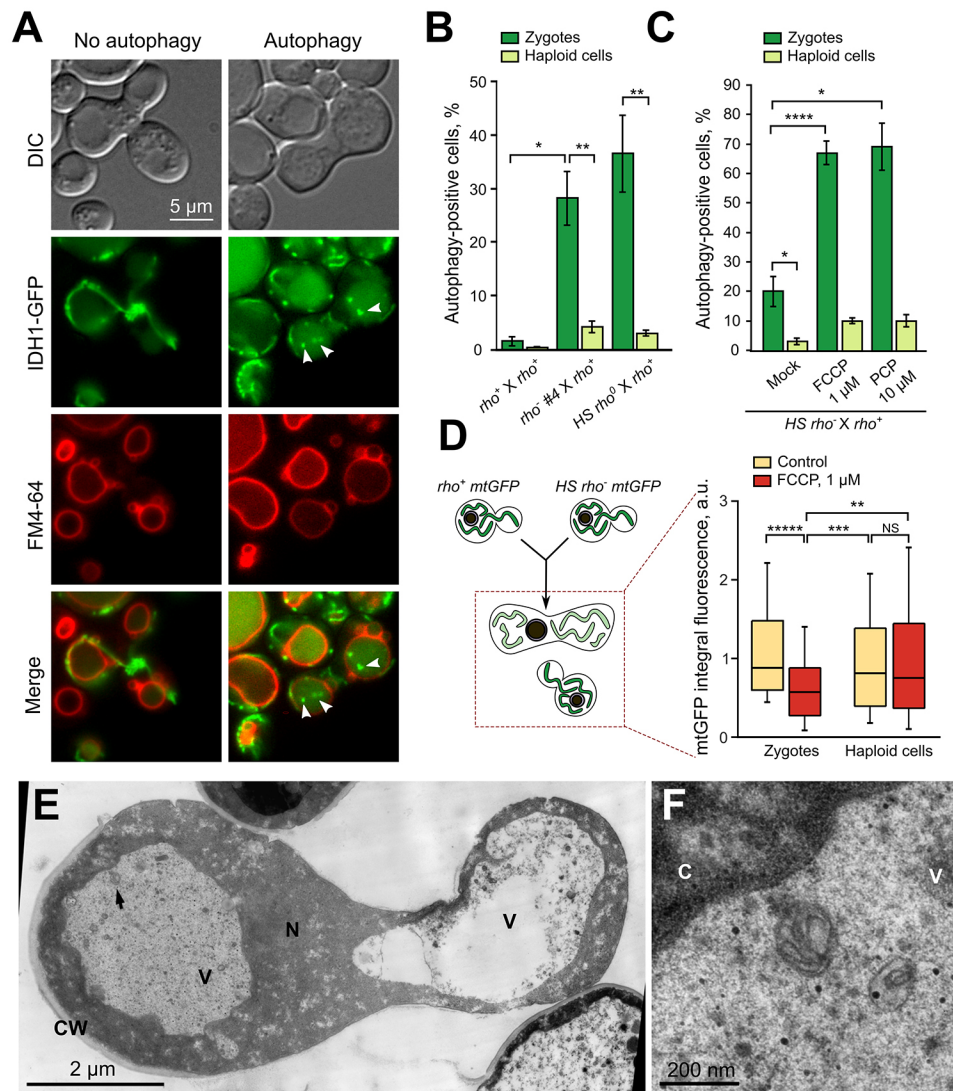 A
No autophagy
Autophagy
DIC
5 µm
IDH1-GFP
FM4-64
Merge
B
Zygotes
Haploid cells
Autophagy-positive cells, %
50
40
30
20
10
0
*
**
**
rho⁺ X rho⁺
rho⁻ #4 X rho⁺
HS rho⁰ X rho⁺
C
Zygotes
Haploid cells
Autophagy-positive cells, %
90
80
70
60
50
40
30
20
10
0
*
****
*
Mock
FCCP
1 µM
PCP
10 µM
HS rho⁻ X rho⁺
D
rho⁺ mtGFP
HS rho⁻ mtGFP
Control
FCCP, 1 µM
mtGFP integral fluorescence, a.u.
3
2
1
0
**
*****
***
NS
Zygotes
Haploid cells
E
N
V
V
CW
2 µm
F
C
V
200 nm